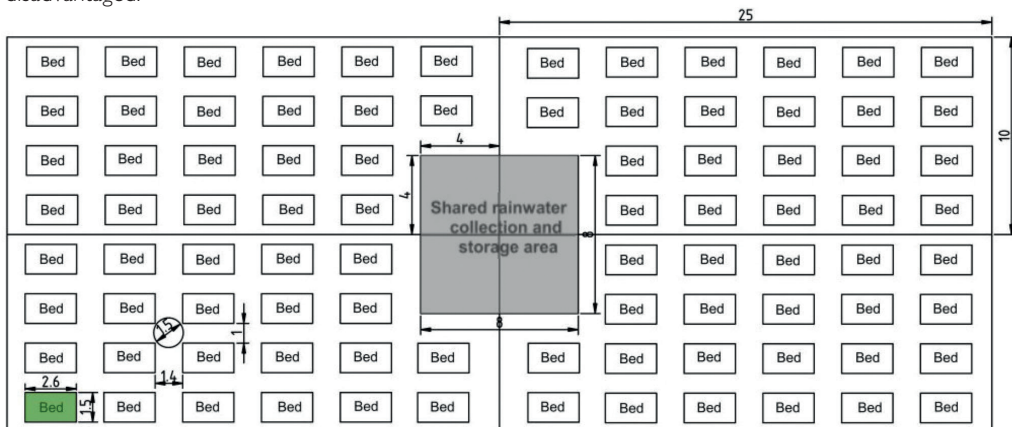 disadvantaged.
25
Bed Bed Bed Bed Bed Bed Bed Bed Bed Bed Bed Bed
Bed Bed Bed Bed Bed Bed Bed Bed Bed Bed Bed Bed
10
4
Bed Bed Bed Bed Bed Bed Bed Bed Bed Bed
4
Bed Bed Bed Bed Bed Bed Bed Bed Bed Bed
Shared rainwater
collection and
storage area
8
Bed Bed Bed Bed Bed Bed Bed Bed Bed Bed
Bed Bed Bed Bed Bed Bed Bed Bed Bed Bed
8
1.5
1
Bed Bed Bed Bed Bed Bed Bed Bed Bed Bed Bed Bed
2.6
1.4
1.5
Bed Bed Bed Bed Bed Bed Bed Bed Bed Bed Bed Bed